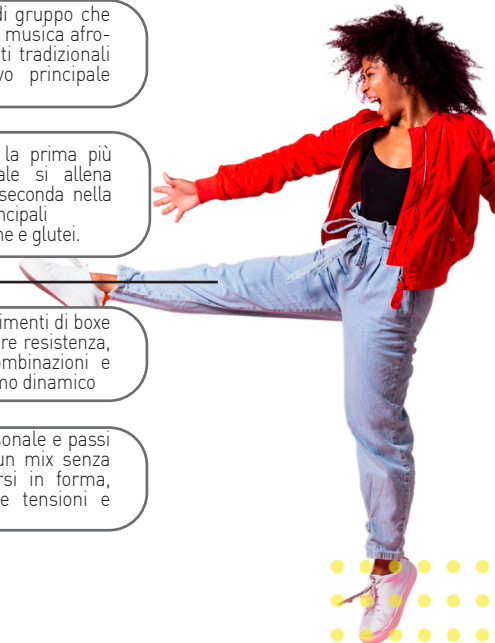 di gruppo che
musica afro-
ti tradizionali
vo principale
la prima più
ale si allena
seconda nella
ncipali
ne e glutei.
imenti di boxe
re resistenza,
ombinazioni e
mo dinamico
sonale e passi
un mix senza
rsi in forma,
e tensioni e